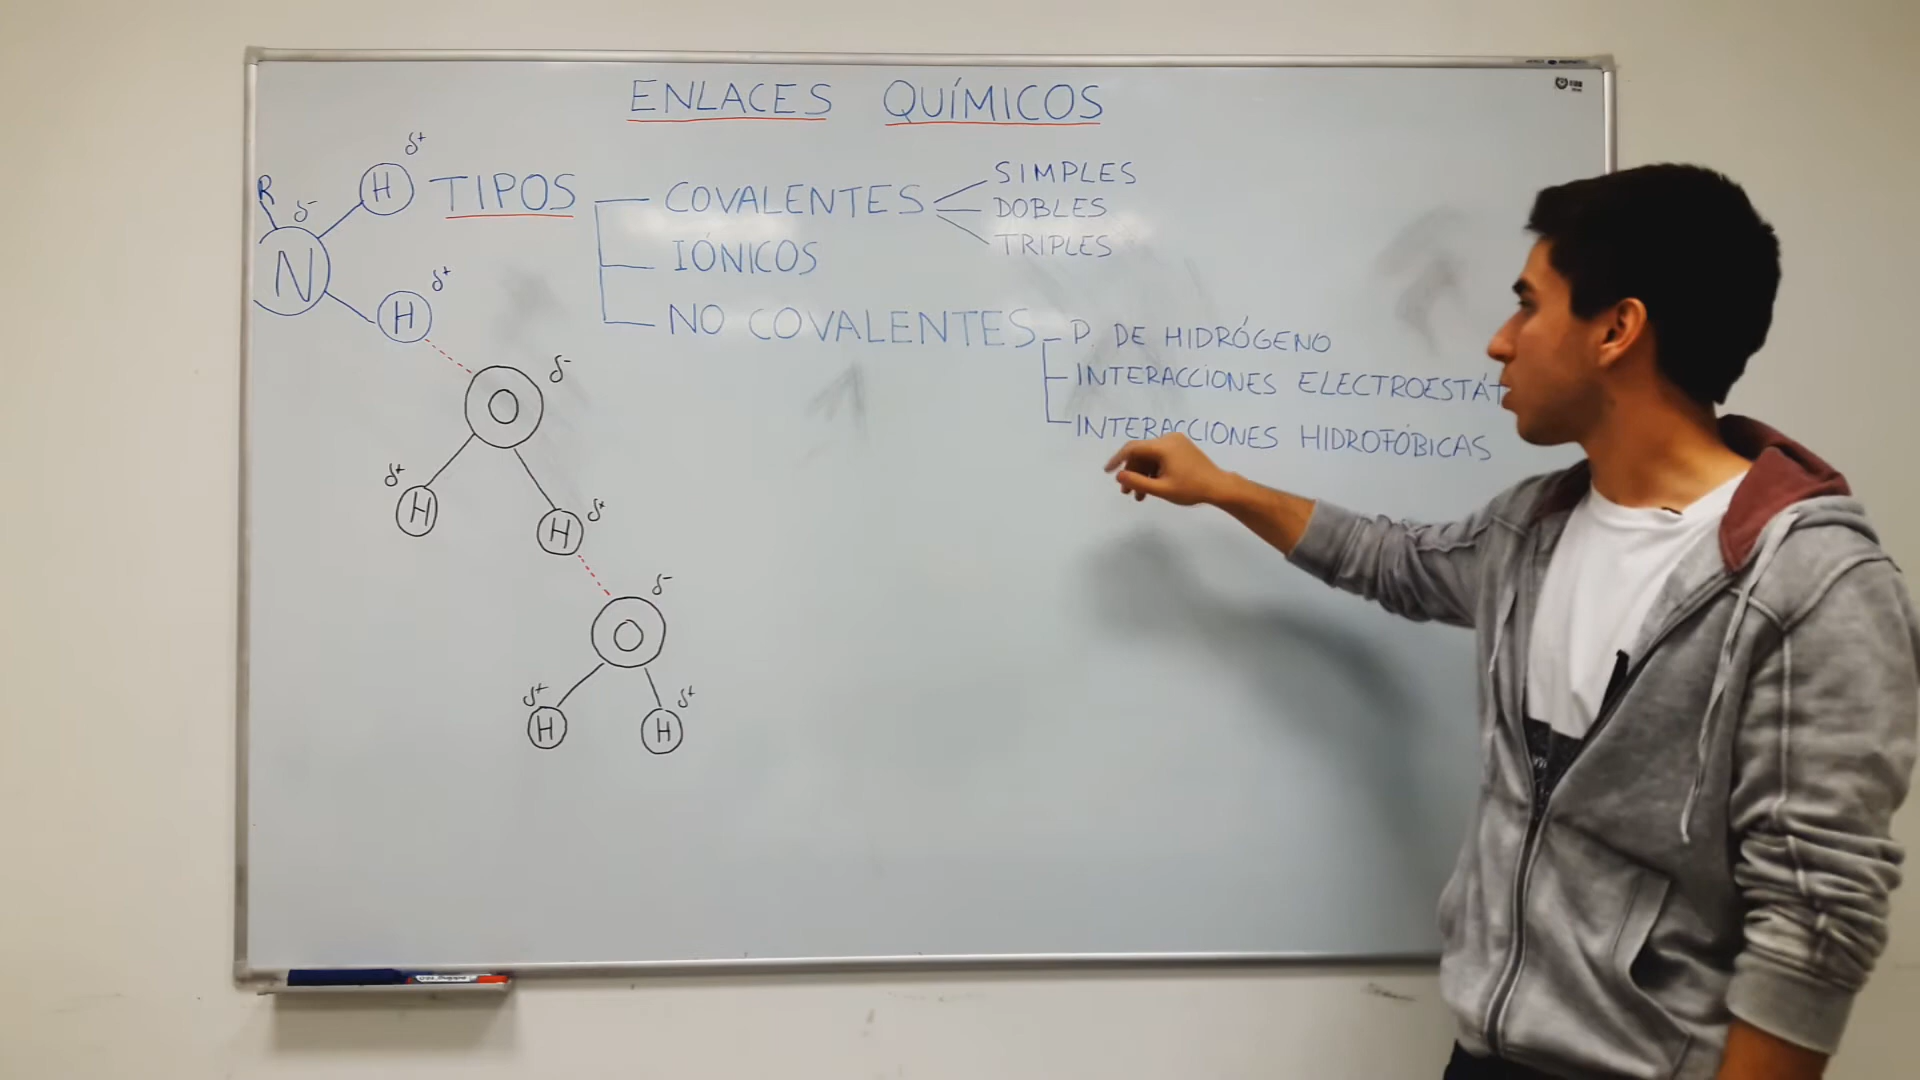 ENLACES QUÍMICOS
TIPOS
COVALENTES
SIMPLES
DOBLES
TRIPLES
IÓNICOS
NO COVALENTES
P. DE HIDRÓGENO
INTERACCIONES ELECTROESTÁT
INTERACCIONES HIDROFÓBICAS
R
δ-
N
H δ+
H δ+
O δ-
δ+
H
H δ+
O δ-
δ+
H
δ+
H